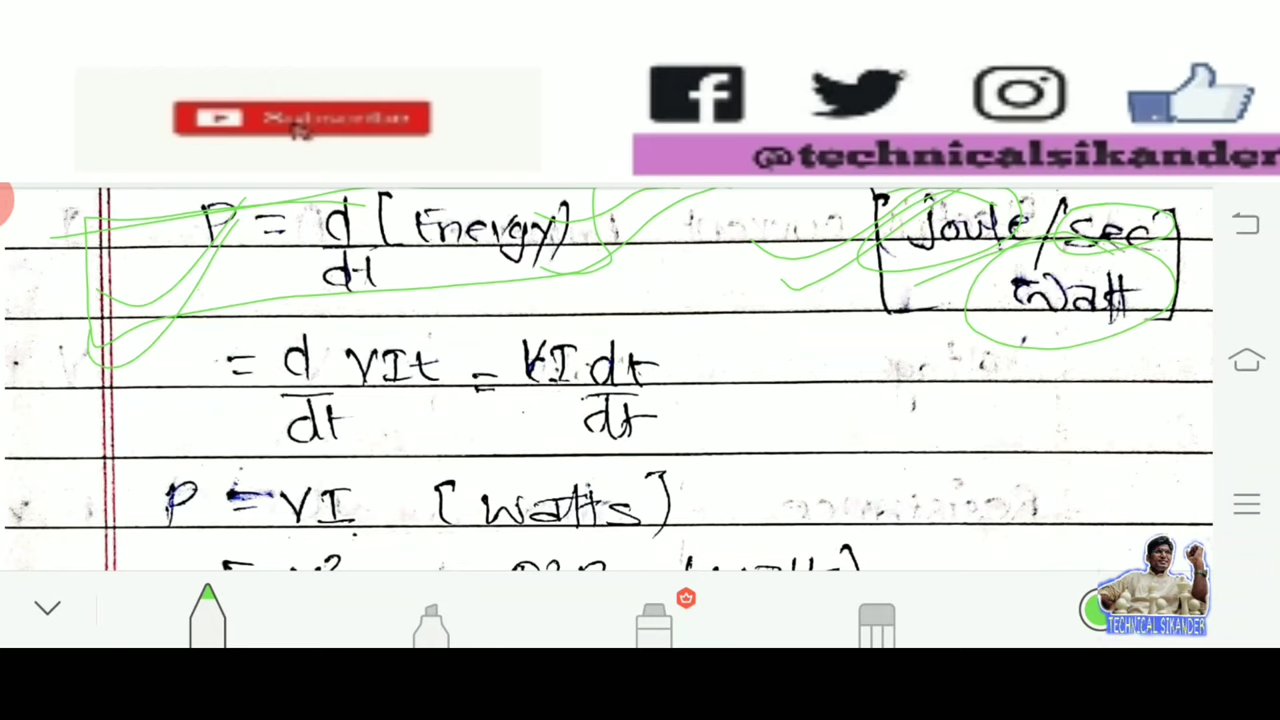 @technicalsikander
P = d/dt [Energy] [Joule/sec
Watt]
= d/dt VIt = VI dt/dt
P = VI [watts]
TECHNICAL SIKANDER